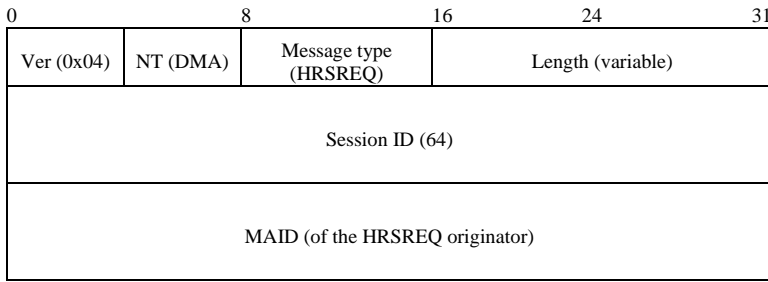 0 8 16 24 31
Ver (0x04) NT (DMA) Message type
(HRSREQ) Length (variable)
Session ID (64)
MAID (of the HRSREQ originator)